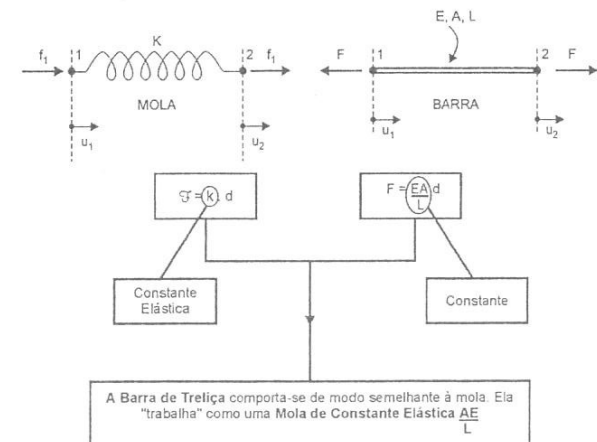 E, A, L
K
f₁ 1 2 f₁
F 1 2 F
MOLA
BARRA
u₁ u₂
u₁ u₂
ℱ = k d
F = EA/L d
Constante
Elástica
Constante
A Barra de Treliça comporta-se de modo semelhante à mola. Ela
"trabalha" como uma Mola de Constante Elástica AE/L